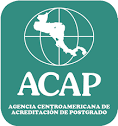 ACAP
AGENCIA CENTROAMERICANA DE
ACREDITACIÓN DE POSTGRADO